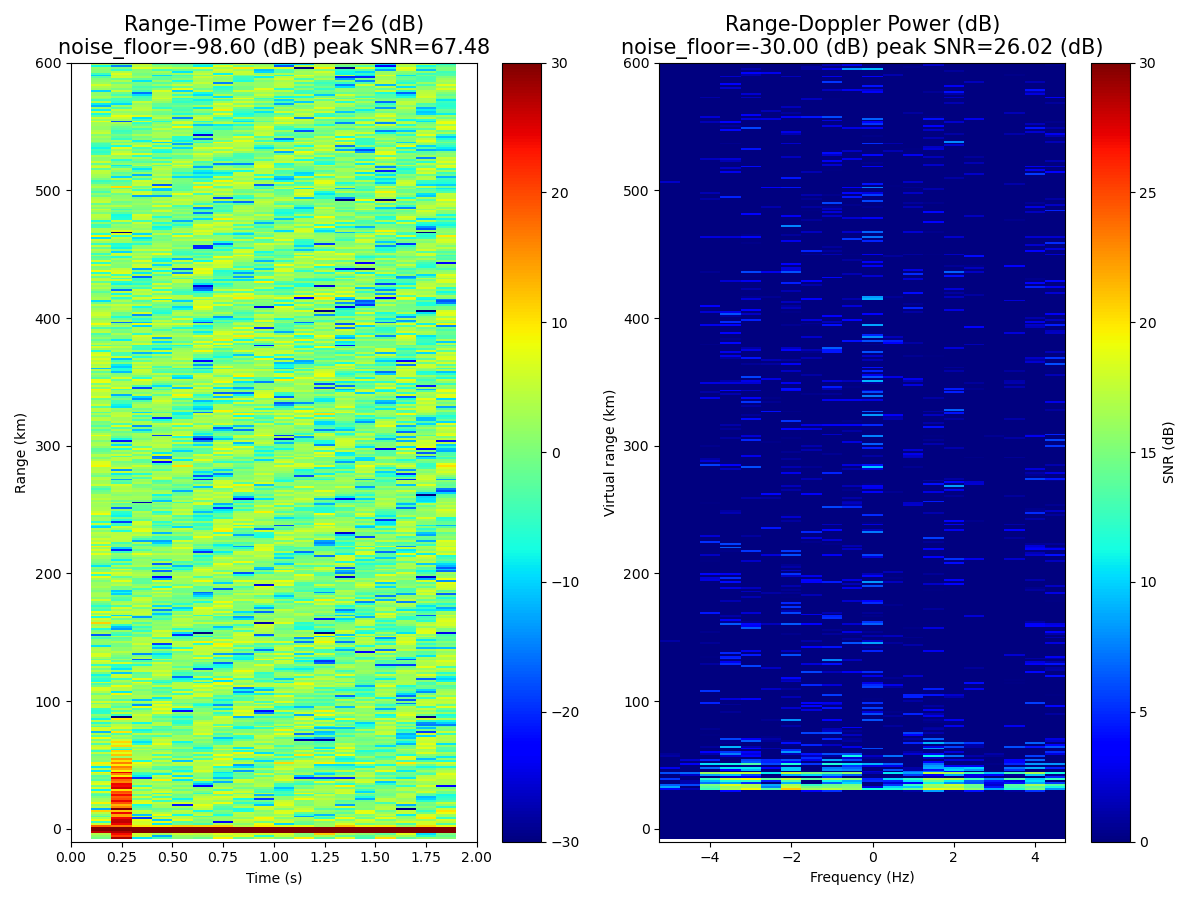 Range-Time Power f=26 (dB)
noise_floor=-98.60 (dB) peak SNR=67.48
Range (km)
600
500
400
300
200
100
0
0.00 0.25 0.50 0.75 1.00 1.25 1.50 1.75 2.00
Time (s)
30
20
10
0
−10
−20
−30
Range-Doppler Power (dB)
noise_floor=-30.00 (dB) peak SNR=26.02 (dB)
Virtual range (km)
600
500
400
300
200
100
0
−4 −2 0 2 4
Frequency (Hz)
30
25
20
15
10
5
0
SNR (dB)